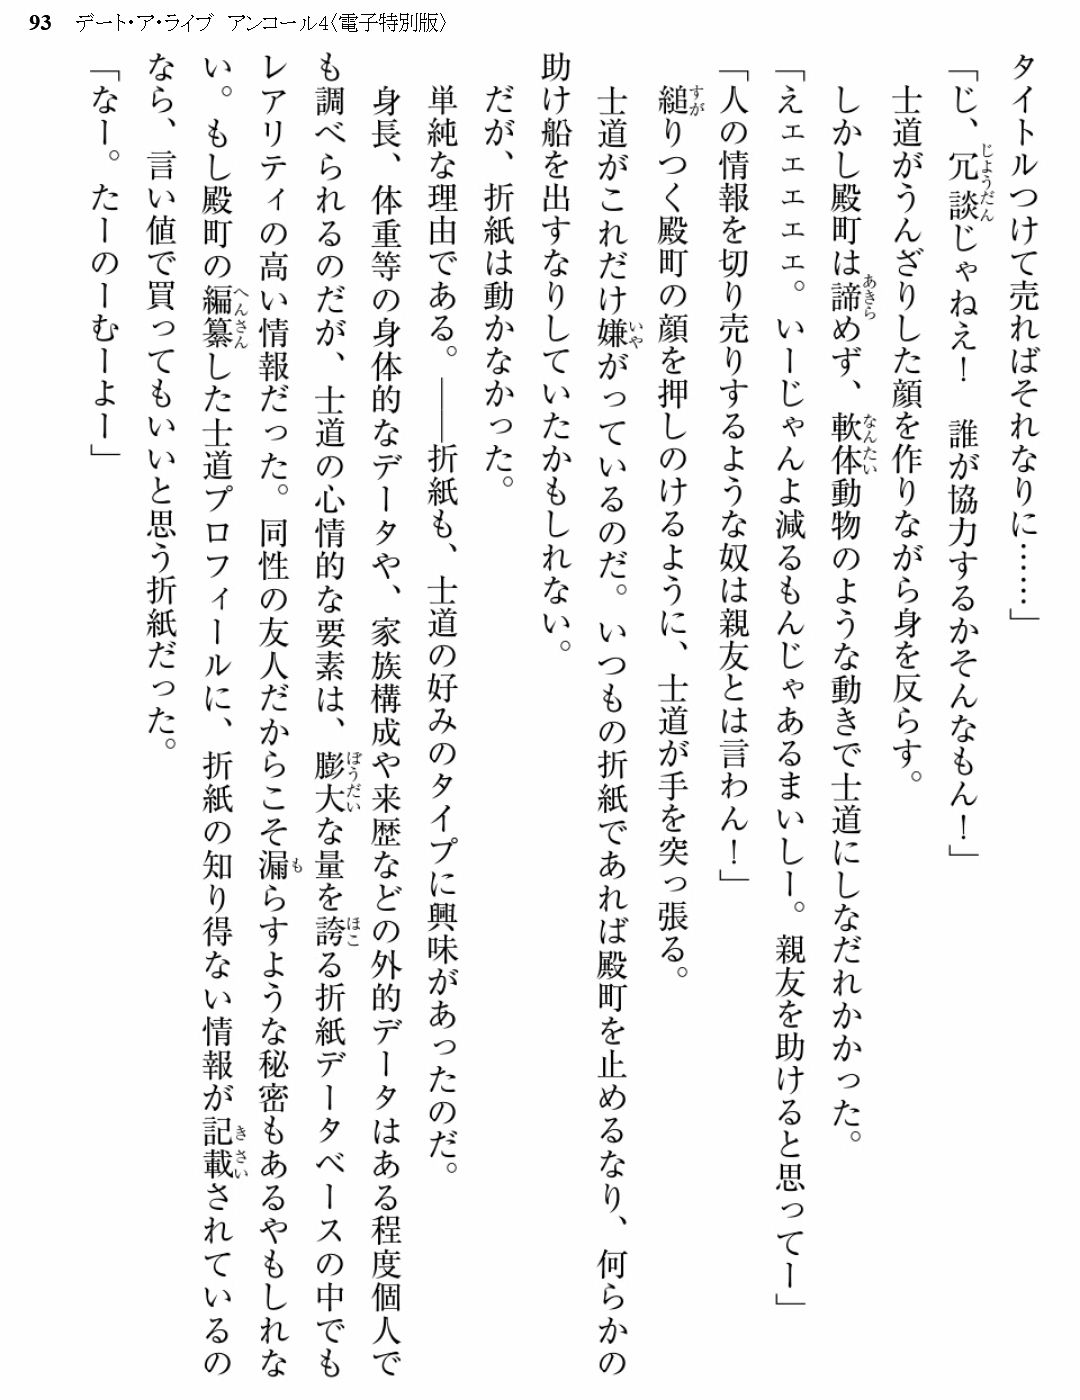 93 デート・ア・ライブ アンコール4〈電子特別版〉
タイトルつけて売ればそれなりに……」
「じ、冗談じゃねえ！　誰が協力するかそんなもん！」
士道がうんざりした顔を作りながら身を反らす。
しかし殿町は諦めず、軟体動物のような動きで士道にしなだれかかった。
「えェェェェェ。いーじゃんよ減るもんじゃあるまいしー。親友を助けると思ってー」
「人の情報を切り売りするような奴は親友とは言わん！」
縋りつく殿町の顔を押しのけるように、士道が手を突っ張る。
士道がこれだけ嫌がっているのだ。いつもの折紙であれば殿町を止めるなり、何らかの
助け船を出すなりしていたかもしれない。
だが、折紙は動かなかった。
単純な理由である。――折紙も、士道の好みのタイプに興味があったのだ。
身長、体重等の身体的なデータや、家族構成や来歴などの外的データはある程度個人で
も調べられるのだが、士道の心情的な要素は、膨大な量を誇る折紙データベースの中でも
レアリティの高い情報だった。同性の友人だからこそ漏らすような秘密もあるやもしれな
い。もし殿町の編纂した士道プロフィールに、折紙の知り得ない情報が記載されているの
なら、言い値で買ってもいいと思う折紙だった。
「なー。たーのーむーよー」